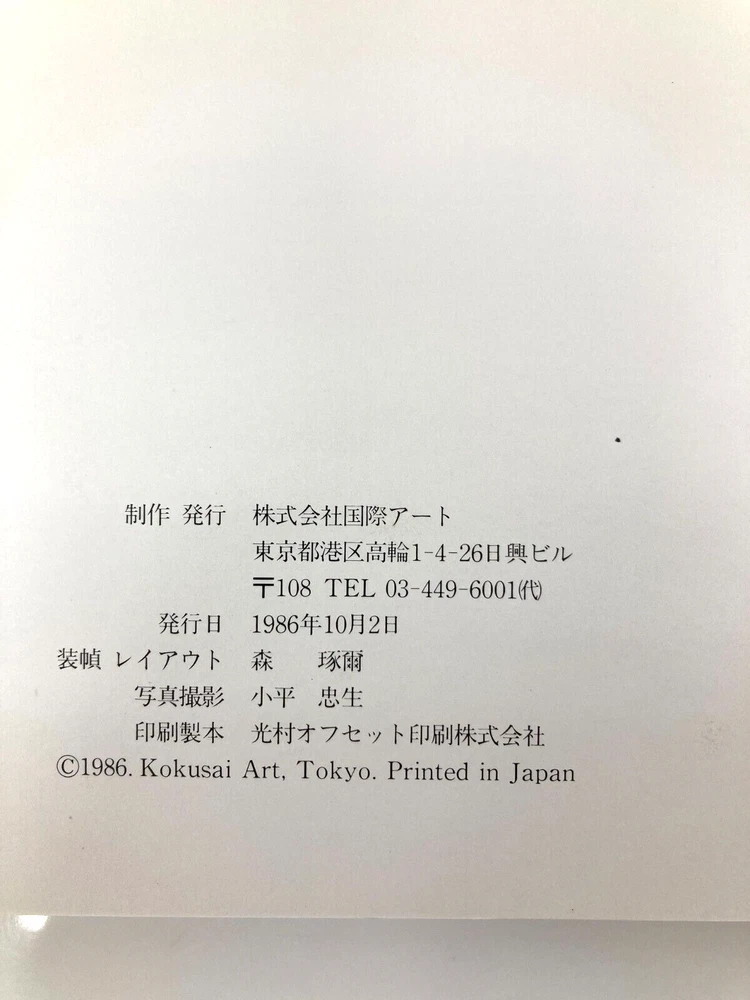 制作 発行 株式会社国際アート
東京都港区高輪1-4-26日興ビル
〒108 TEL 03-449-6001㈹
発行日 1986年10月2日
装幀 レイアウト 森 琢爾
写真撮影 小平 忠生
印刷製本 光村オフセット印刷株式会社
©1986. Kokusai Art, Tokyo. Printed in Japan